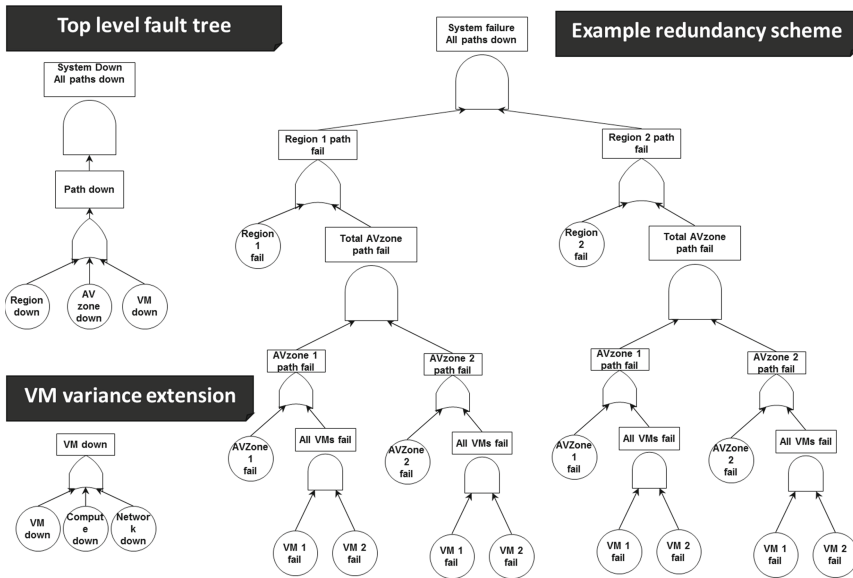 Top level fault tree
System Down
All paths down
Path down
Region
down
AV
zone
down
VM
down
VM variance extension
VM down
VM
down
Comput
e
down
Networ
k
down
Example redundancy scheme
System failure
All paths down
Region 1 path
fail
Region 2 path
fail
Region
1
fail
Total AVzone
path fail
Region
2
fail
Total AVzone
path fail
AVzone 1
path fail
AVzone 2
path fail
AVzone 1
path fail
AVzone 2
path fail
AVZone
1
fail
All VMs fail
AVZone
2
fail
All VMs fail
AVZone
1
fail
All VMs fail
AVZone
2
fail
All VMs fail
VM 1
fail
VM 2
fail
VM 1
fail
VM 2
fail
VM 1
fail
VM 2
fail
VM 1
fail
VM 2
fail